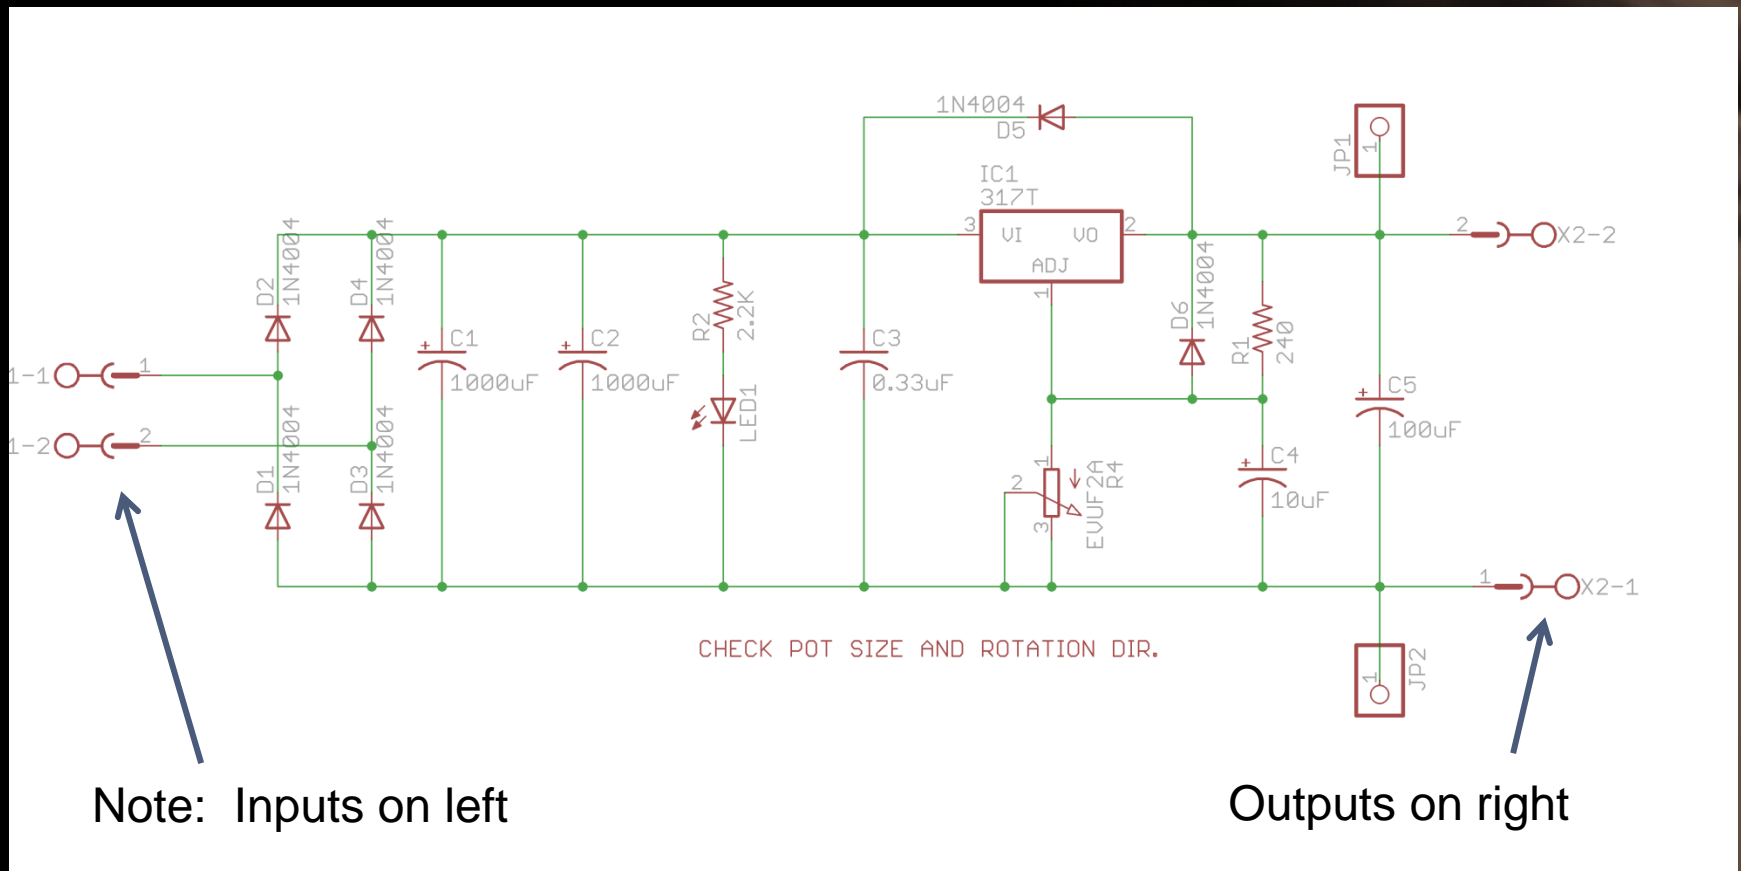 1N4004
D5
JP1
1
IC1
317T
3
VI
VO
2
ADJ
1
2
X2-2
D2
1N4004
D4
1N4004
R2
2.2K
C1
1000uF
C2
1000uF
C3
0.33uF
D6
1N4004
R1
240
1-1
1
1-2
2
LED1
C5
100uF
D1
1N4004
D3
1N4004
1
2
3
EVUF2A
R4
C4
10uF
1
X2-1
CHECK POT SIZE AND ROTATION DIR.
1
JP2
Note: Inputs on left
Outputs on right